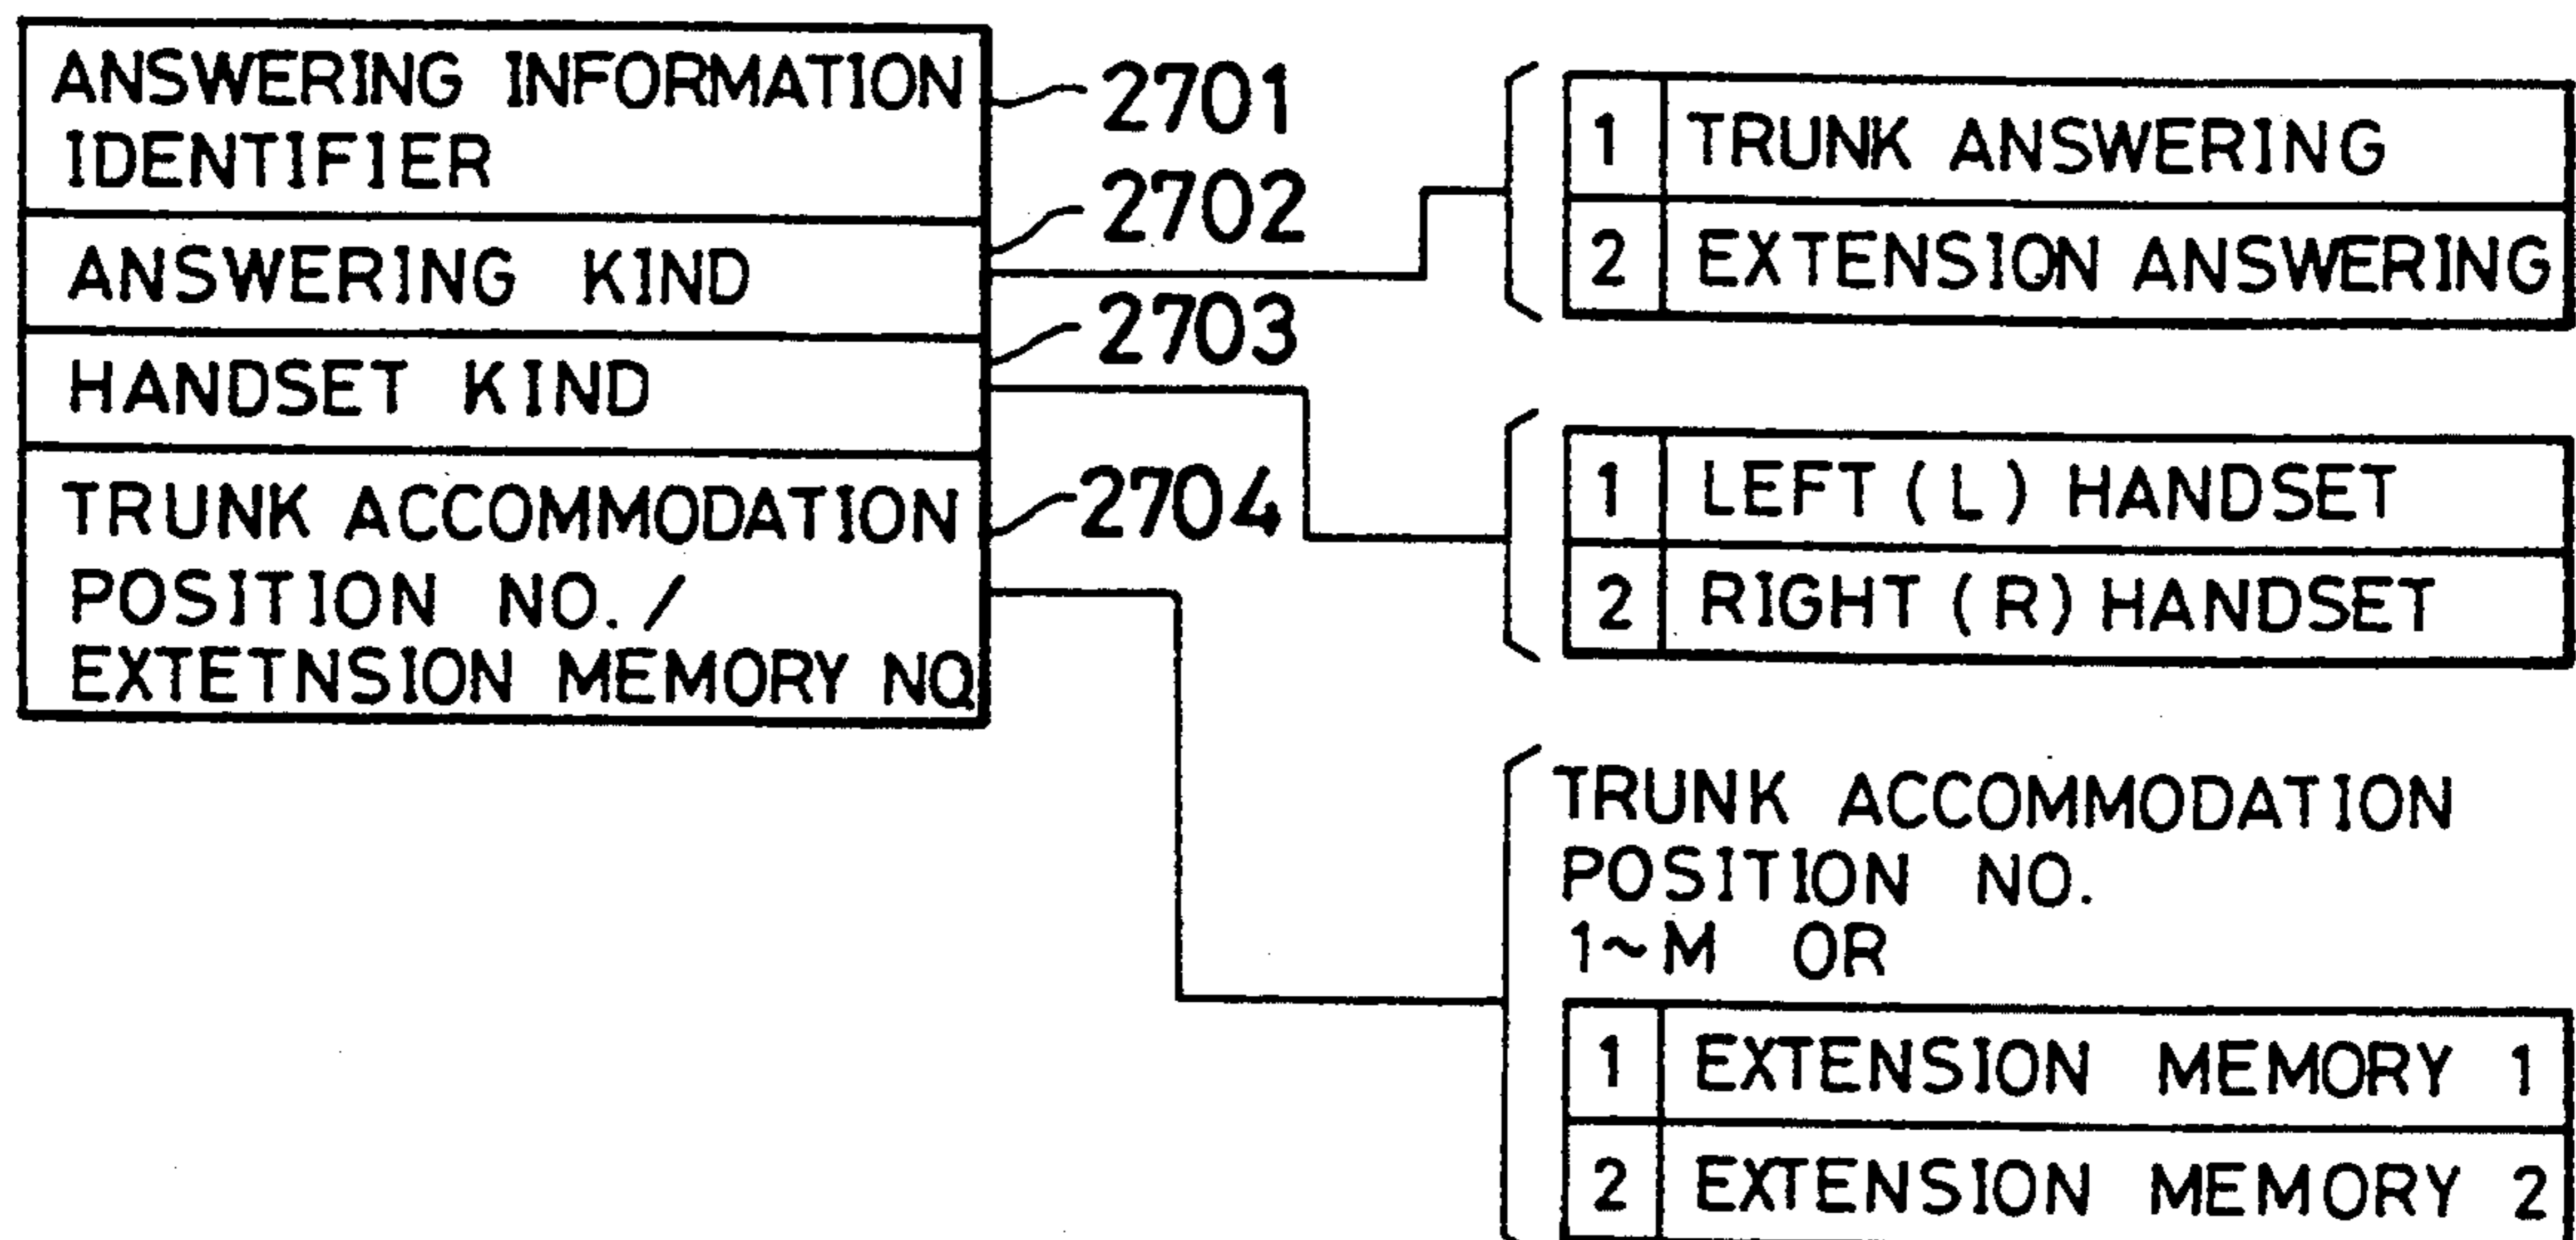 ANSWERING INFORMATION
IDENTIFIER
2701
ANSWERING KIND
2702
HANDSET KIND
2703
TRUNK ACCOMMODATION
POSITION NO./
EXTETNSION MEMORY NO.
2704
1 TRUNK ANSWERING
2 EXTENSION ANSWERING
1 LEFT (L) HANDSET
2 RIGHT (R) HANDSET
TRUNK ACCOMMODATION
POSITION NO.
1~M OR
1 EXTENSION MEMORY 1
2 EXTENSION MEMORY 2